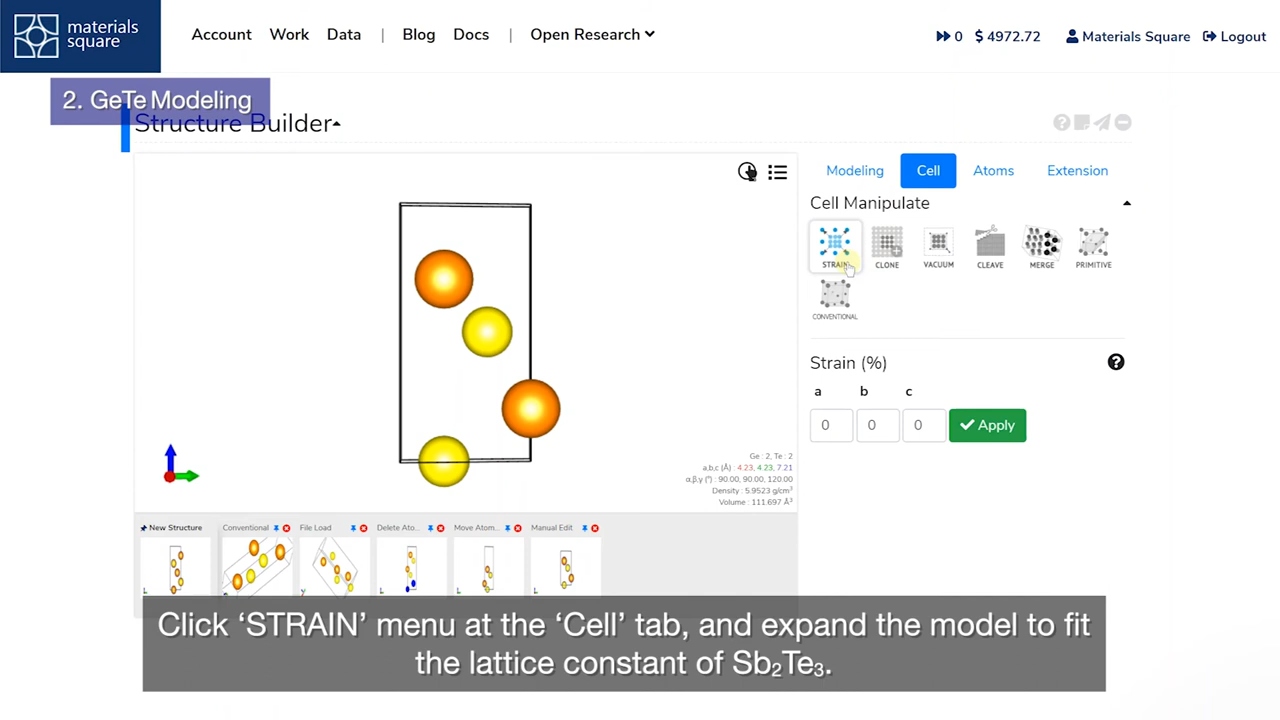 materials
square
Account Work Data | Blog Docs | Open Research
0 $ 4972.72 Materials Square Logout
2. GeTe Modeling
Structure Builder
Modeling Cell Atoms Extension
Cell Manipulate
STRAIN CLONE VACUUM CLEAVE MERGE PRIMITIVE
CONVENTIONAL
Strain (%)
a b c
0 0 0 Apply
Ge : 2, Te : 2
a,b,c (Å) : 4.23, 4.23, 7.21
α,β,γ (°) : 90.00, 90.00, 120.00
Density : 5.9523 g/cm³
Volume : 111.697 Å³
New Structure Conventional File Load Delete Ato... Move Atom... Manual Edit
Click ‘STRAIN’ menu at the ‘Cell’ tab, and expand the model to fit
the lattice constant of Sb₂Te₃.